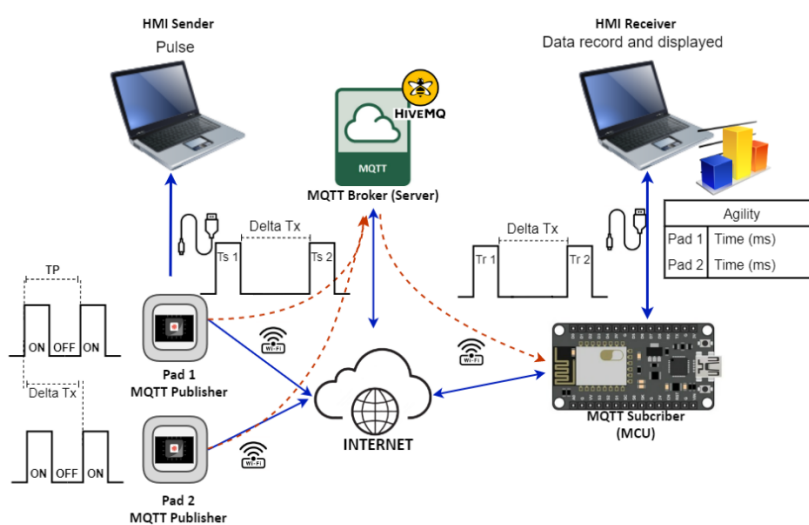 HMI Sender
Pulse
HMI Receiver
Data record and displayed
HIVEMQ
MQTT
MQTT Broker (Server)
Delta Tx
Ts 1
Ts 2
Delta Tx
Tr 1
Tr 2
Agility
Pad 1 Time (ms)
Pad 2 Time (ms)
TP
ON OFF ON
Wi-Fi
Pad 1
MQTT Publisher
Delta Tx
ON OFF ON
Wi-Fi
Pad 2
MQTT Publisher
INTERNET
Wi-Fi
MQTT Subcriber
(MCU)